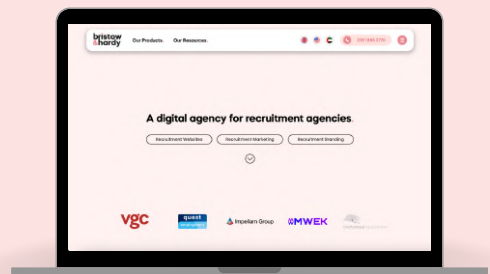 bristow
&hardy
Our Products.
Our Resources.
A digital agency for recruitment agencies.
Recruitment Websites
Recruitment Marketing
Recruitment Branding
vgc
quest
Impellam Group
MWEK